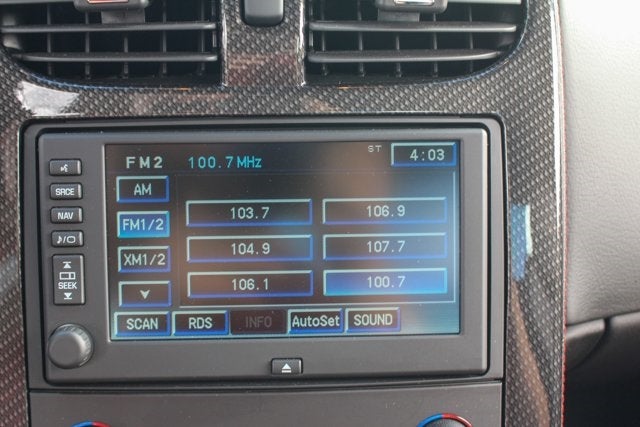 FM2 100.7 MHz ST 4:03
AM
103.7 106.9
SRCE
FM1/2
NAV
104.9 107.7
XM1/2
SEEK
106.1 100.7
SCAN RDS INFO AutoSet SOUND